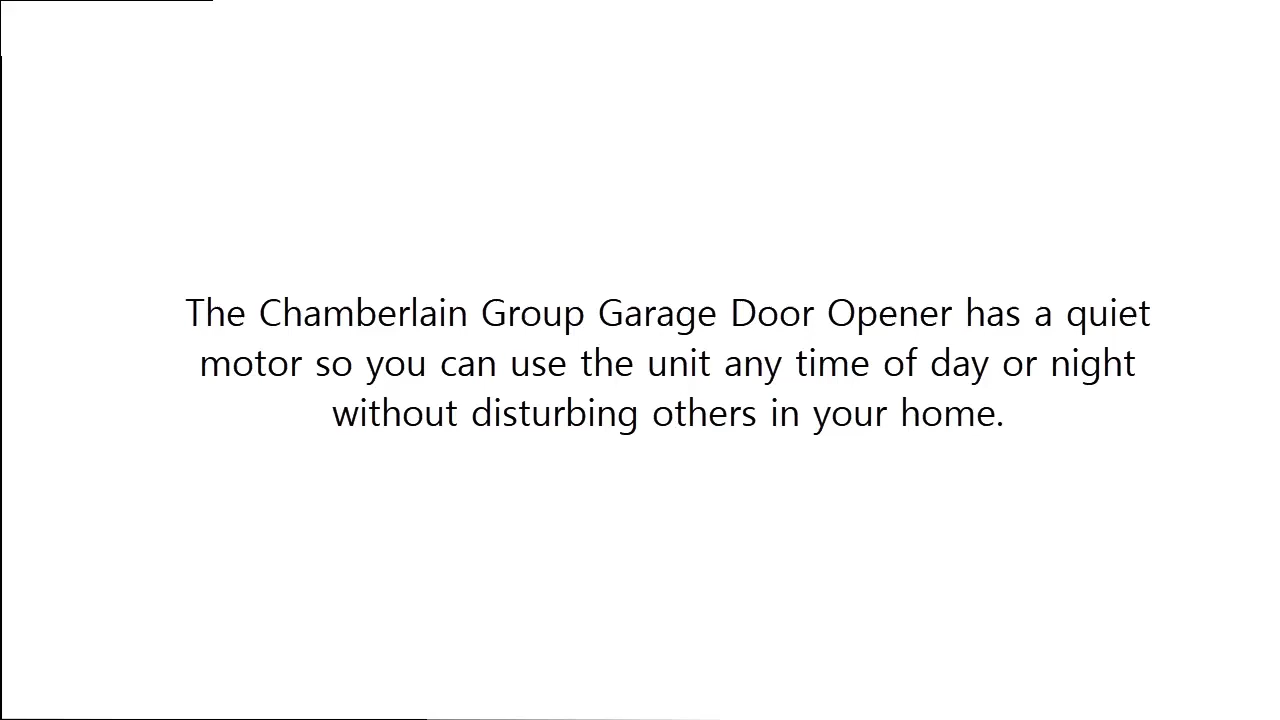 The Chamberlain Group Garage Door Opener has a quiet
motor so you can use the unit any time of day or night
without disturbing others in your home.